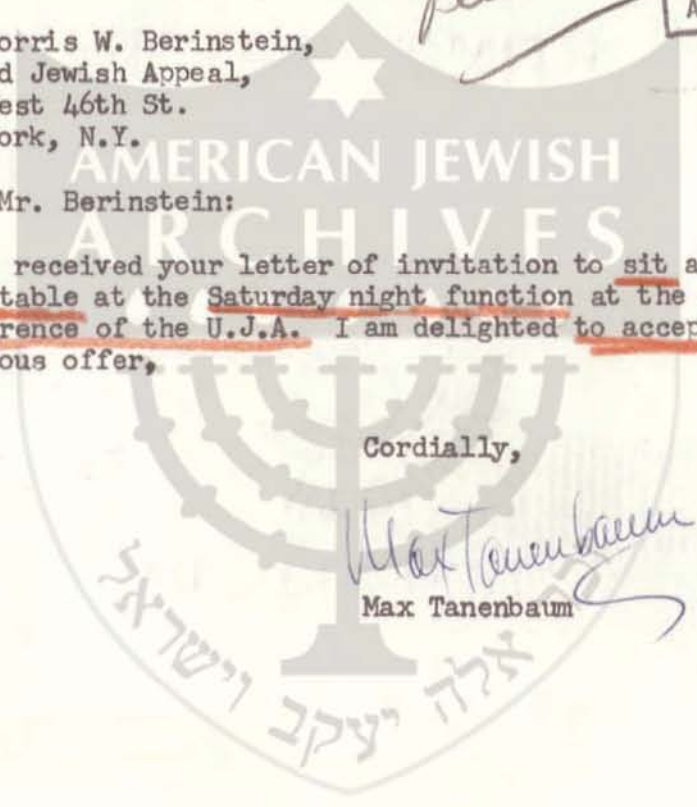 orris W. Berinstein,
d Jewish Appeal,
est 46th St.
ork, N.Y.
AMERICAN JEWISH
ARCHIVES
Mr. Berinstein:
received your letter of invitation to sit a
table at the Saturday night function at the
rence of the U.J.A. I am delighted to accep
ous offer,
Cordially,
Max Tanenbaum
Max Tanenbaum
אלה יעקב וישראל